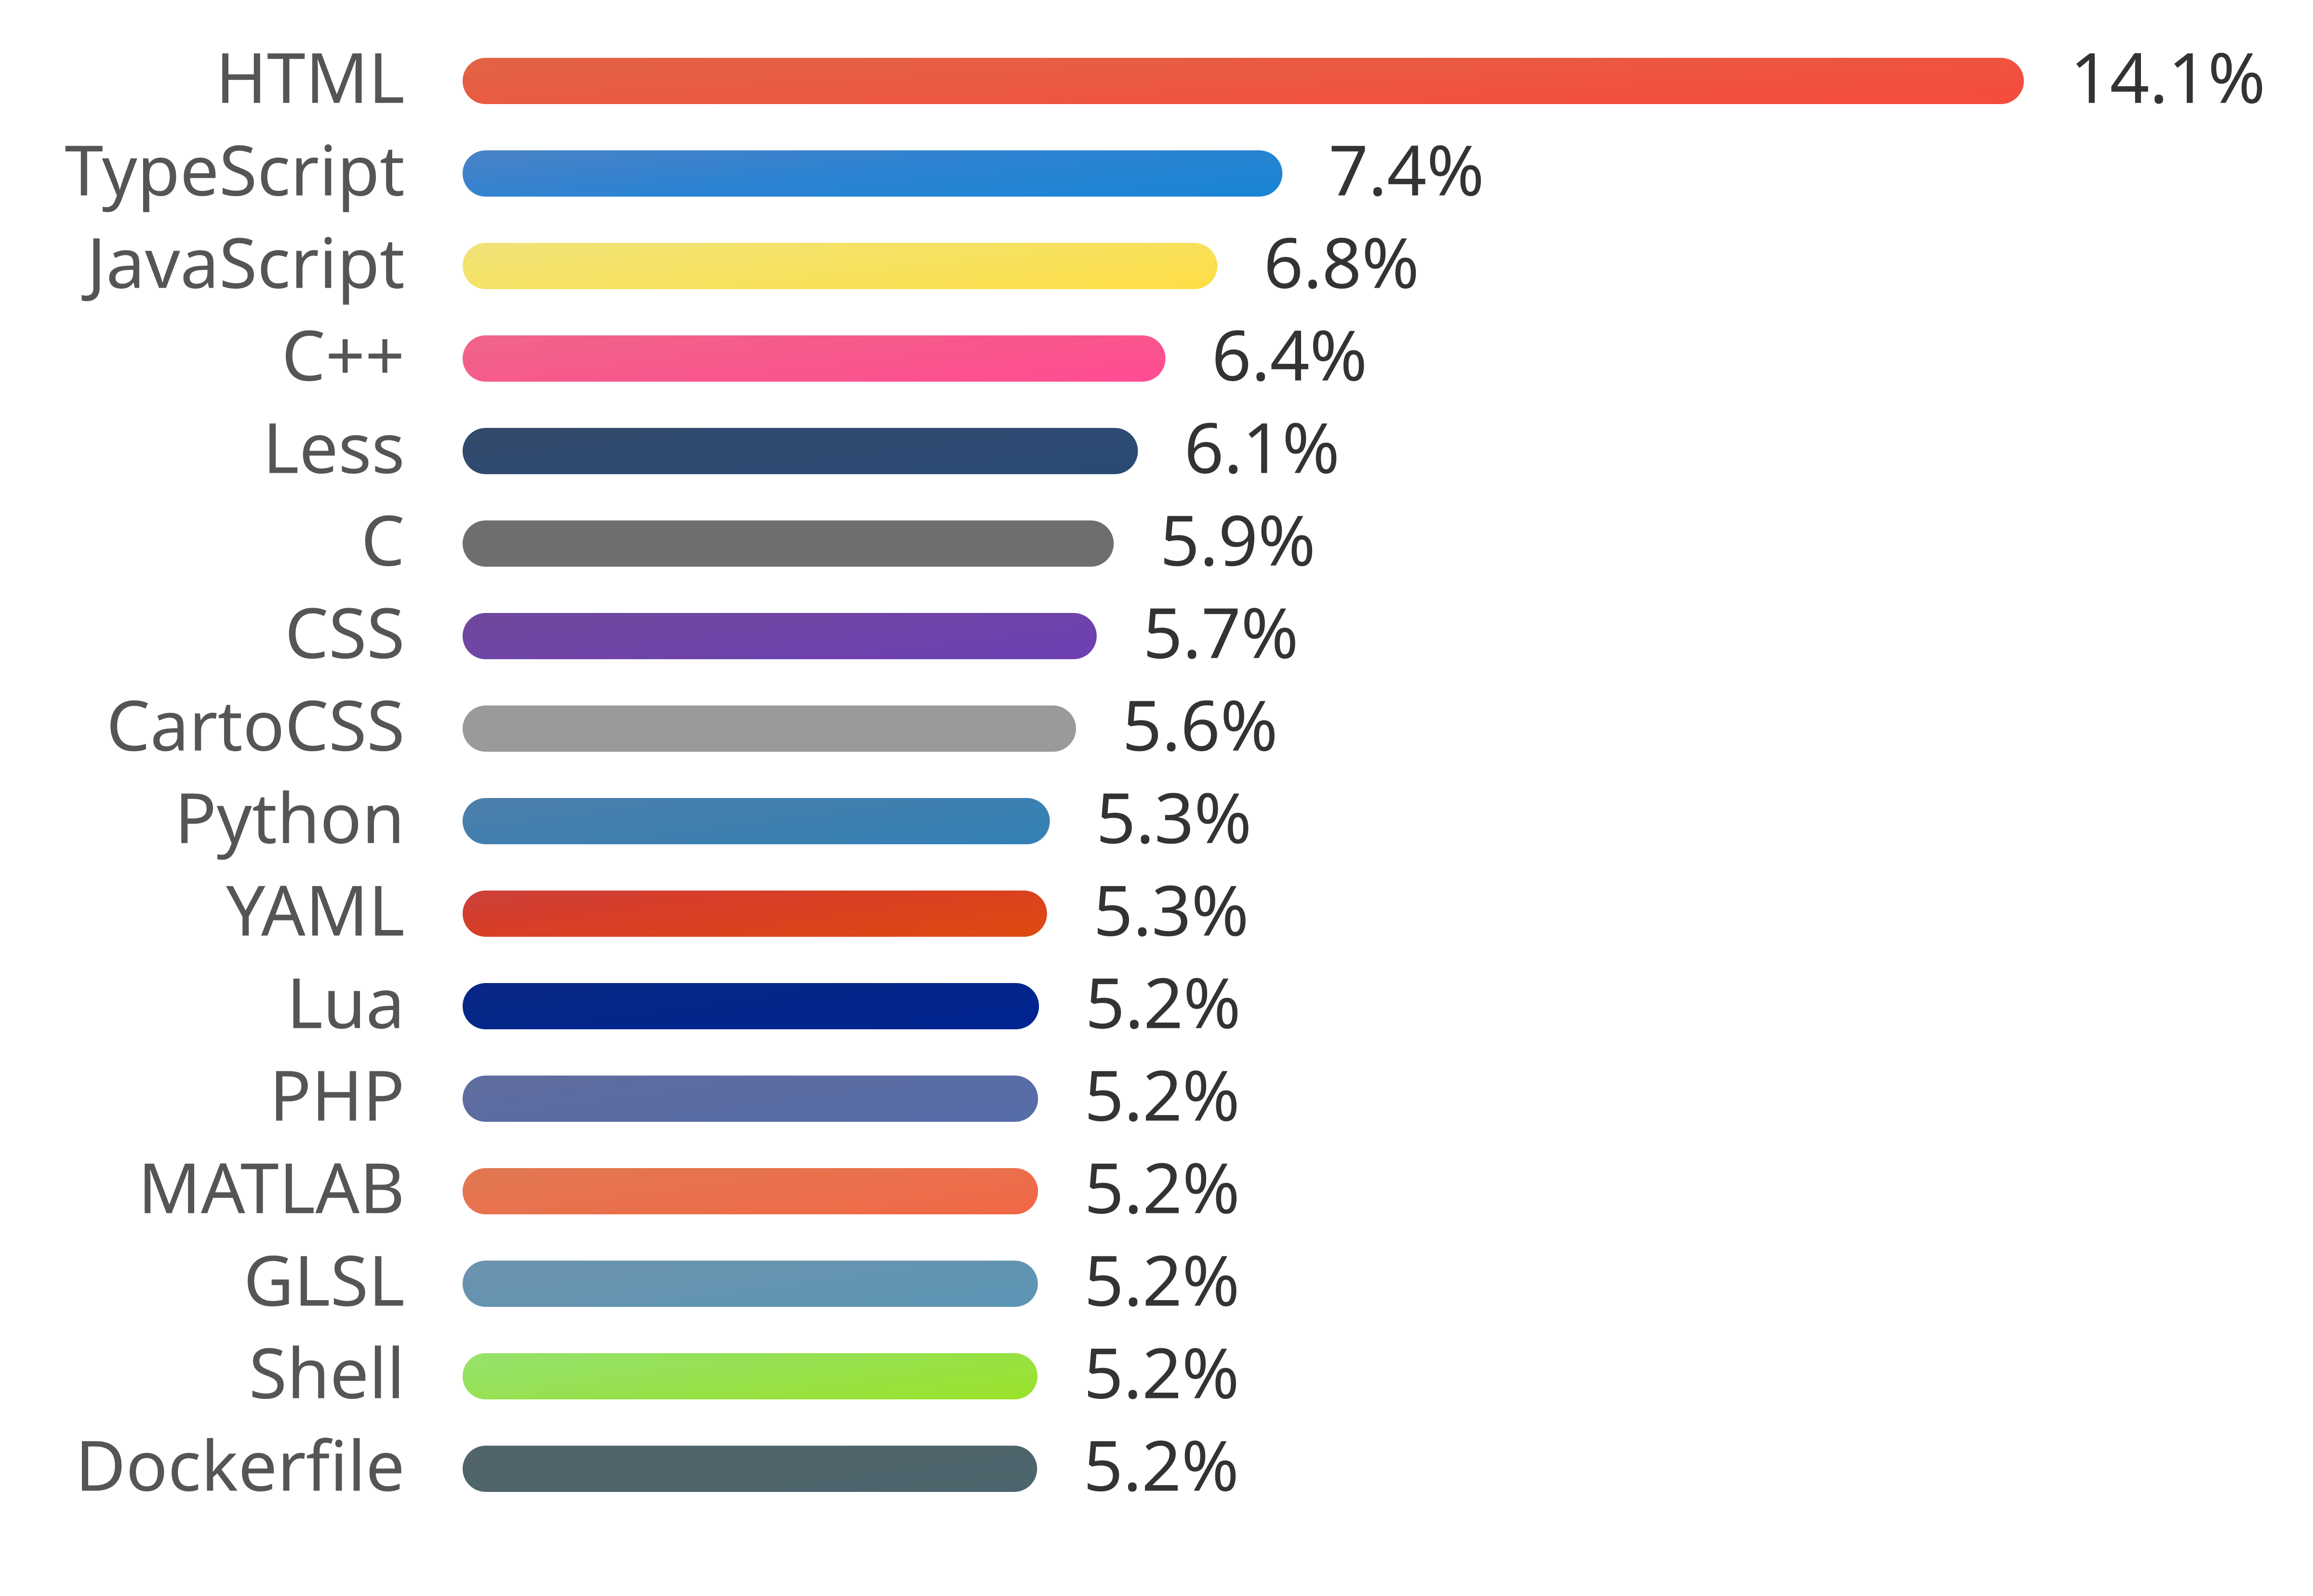 HTML 14.1%
TypeScript 7.4%
JavaScript 6.8%
C++ 6.4%
Less 6.1%
C 5.9%
CSS 5.7%
CartoCSS 5.6%
Python 5.3%
YAML 5.3%
Lua 5.2%
PHP 5.2%
MATLAB 5.2%
GLSL 5.2%
Shell 5.2%
Dockerfile 5.2%